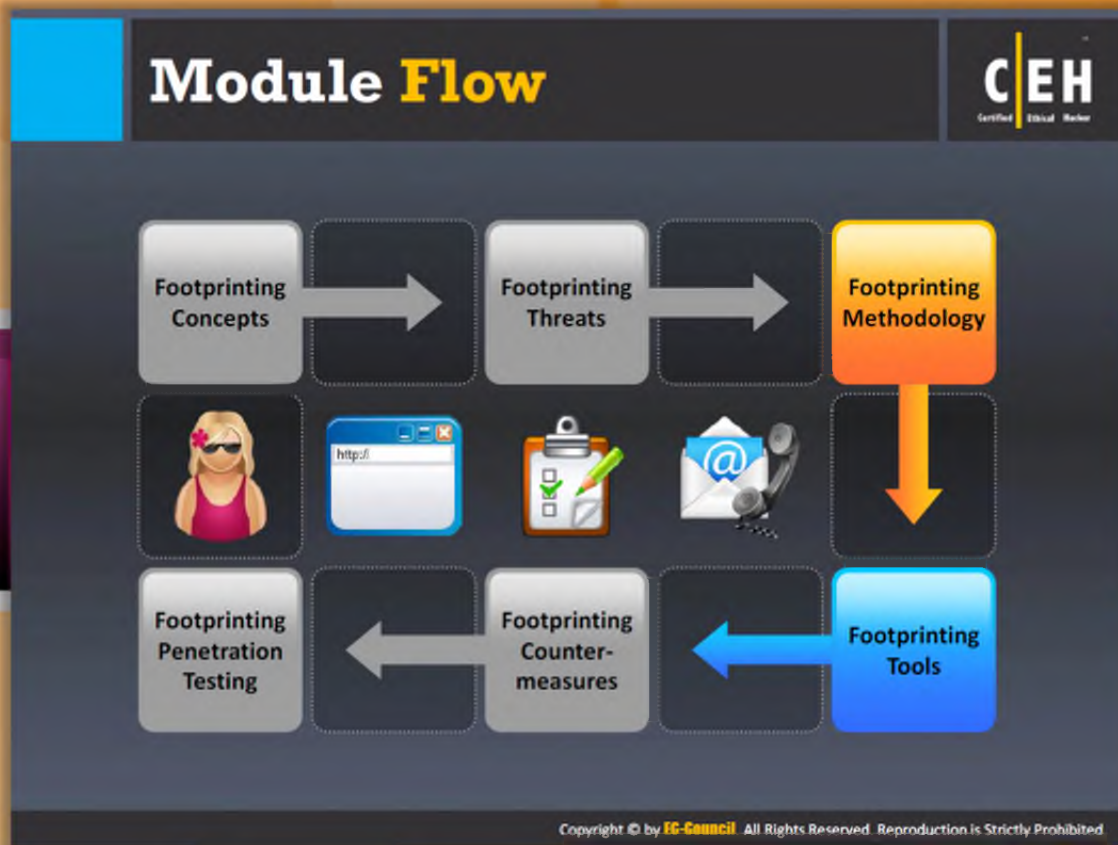 Module Flow
C|EH
Certified Ethical Hacker
Footprinting
Concepts
Footprinting
Threats
Footprinting
Methodology
http://
@
Footprinting
Penetration
Testing
Footprinting
Counter-
measures
Footprinting
Tools
Copyright © by EC-Council. All Rights Reserved. Reproduction is Strictly Prohibited.